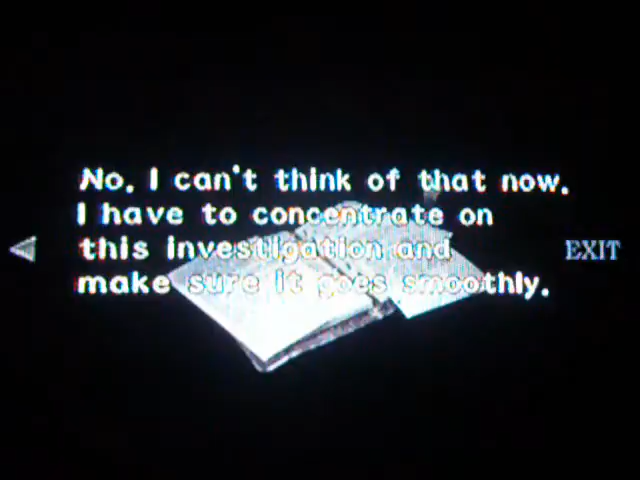 No. I can't think of that now.
I have to concentrate on
this investigation and
make sure it goes smoothly.
EXIT